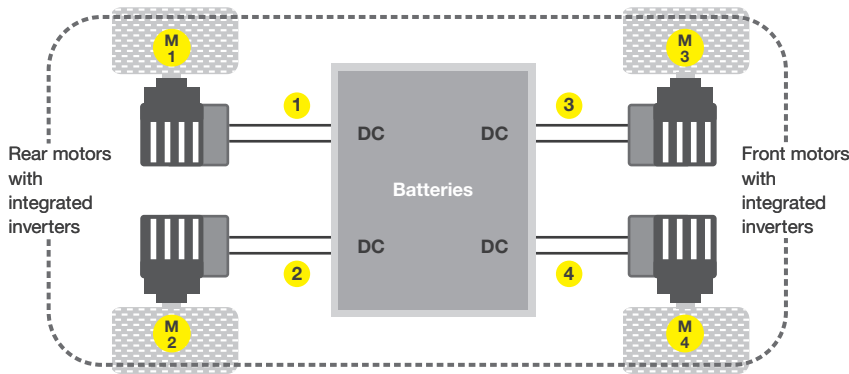 M
1
M
3
1
3
DC
DC
Rear motors
with
integrated
inverters
Batteries
Front motors
with
integrated
inverters
DC
DC
2
4
M
2
M
4